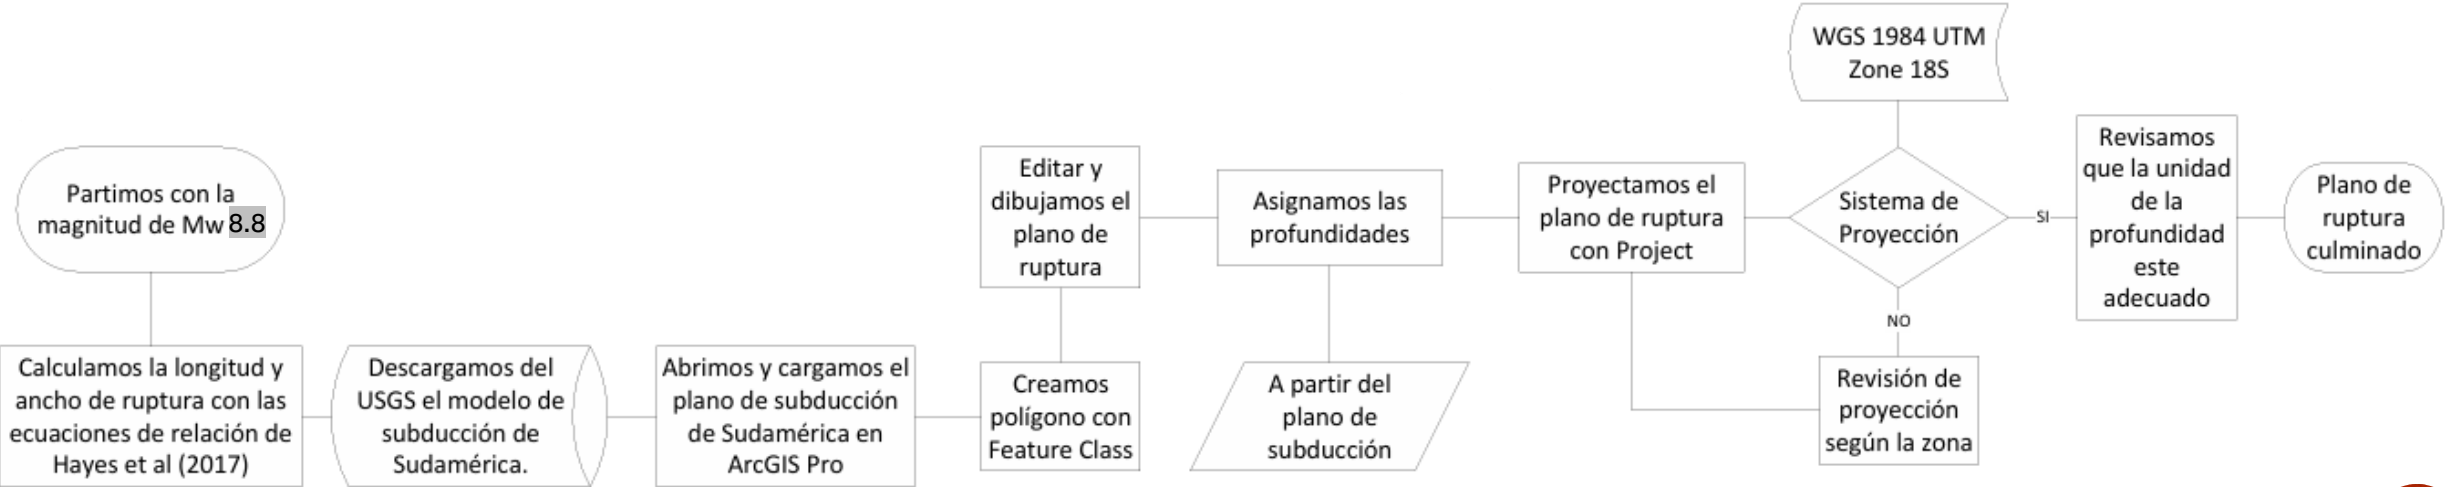 Partimos con la
magnitud de Mw 8.8
Calculamos la longitud y
ancho de ruptura con las
ecuaciones de relación de
Hayes et al (2017)
Descargamos del
USGS el modelo de
subducción de
Sudamérica.
Abrimos y cargamos el
plano de subducción
de Sudamérica en
ArcGIS Pro
Creamos
polígono con
Feature Class
Editar y
dibujamos el
plano de
ruptura
Asignamos las
profundidades
A partir del
plano de
subducción
Proyectamos el
plano de ruptura
con Project
WGS 1984 UTM
Zone 18S
Sistema de
Proyección
NO
Revisión de
proyección
según la zona
SI
Revisamos
que la unidad
de la
profundidad
este
adecuado
Plano de
ruptura
culminado